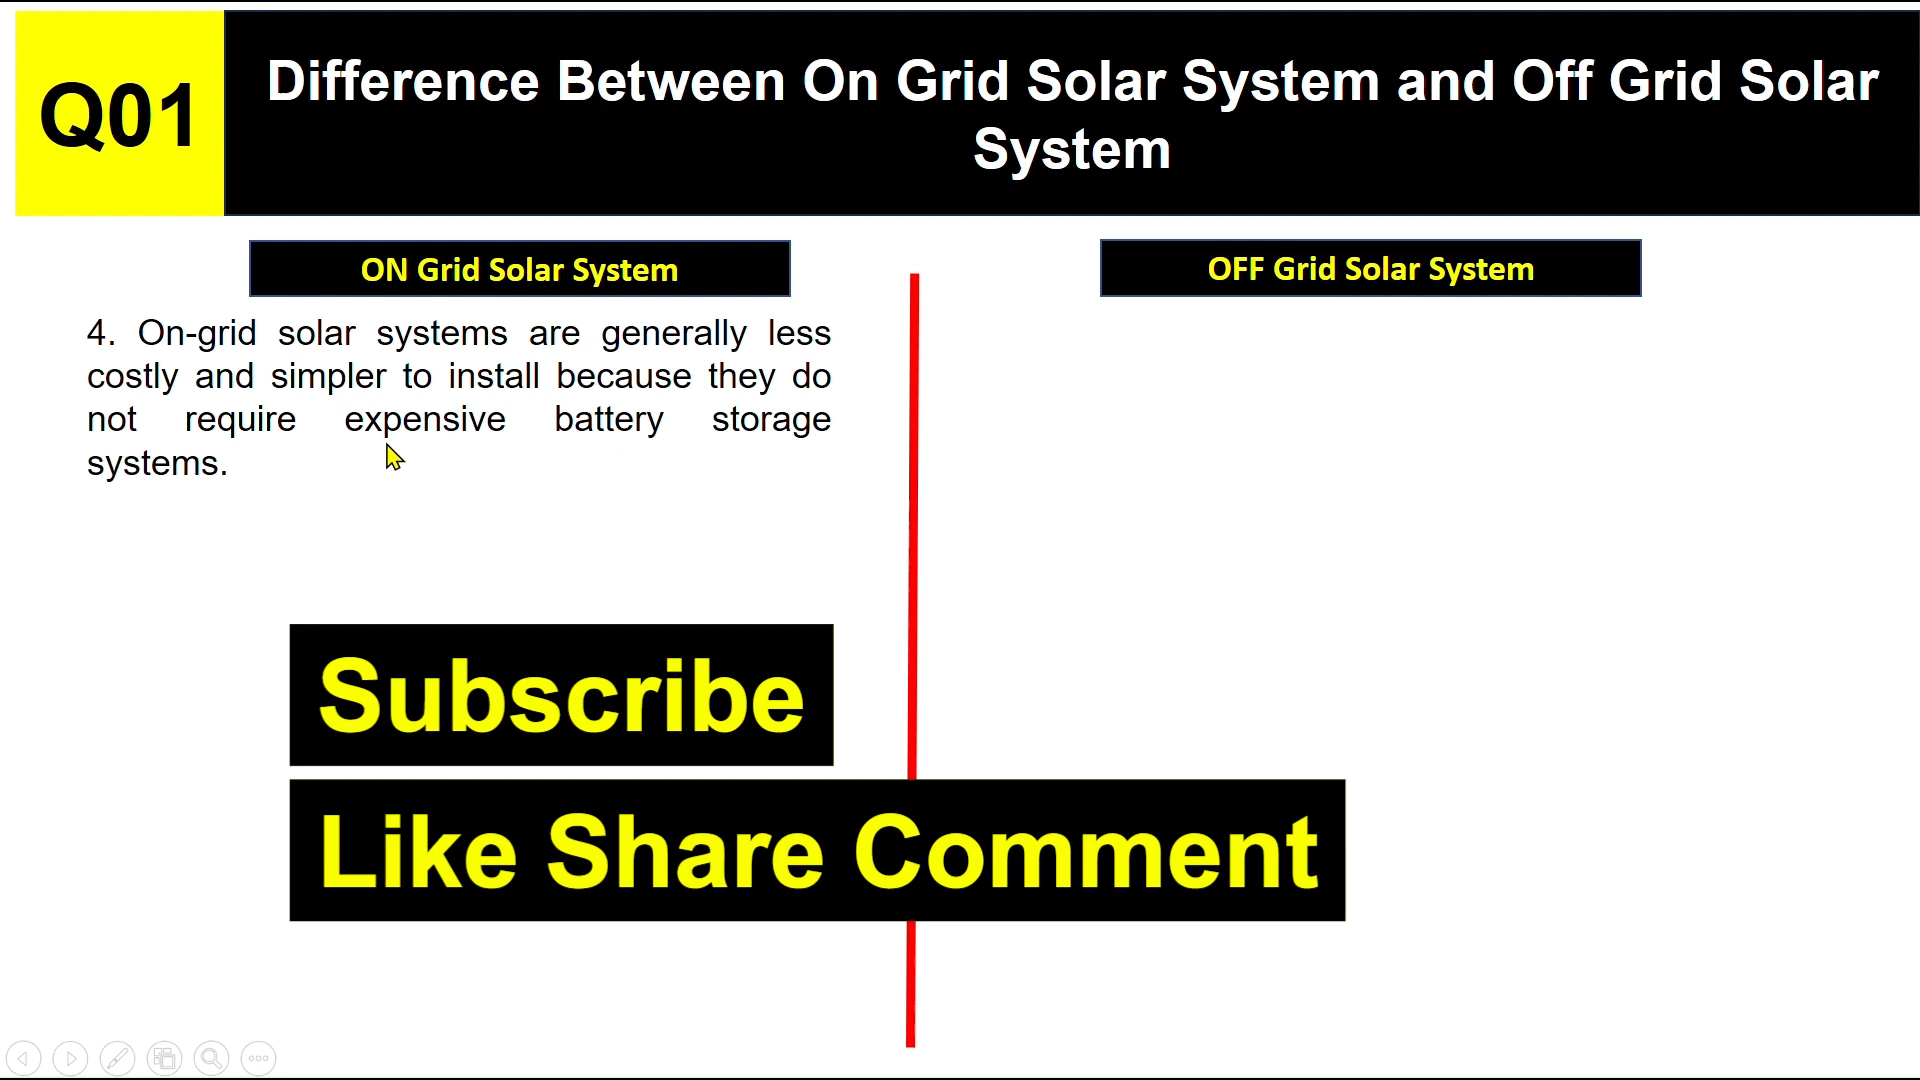 Q01
Difference Between On Grid Solar System and Off Grid Solar
System
ON Grid Solar System
OFF Grid Solar System
4. On-grid solar systems are generally less
costly and simpler to install because they do
not require expensive battery storage
systems.
Subscribe
Like Share Comment